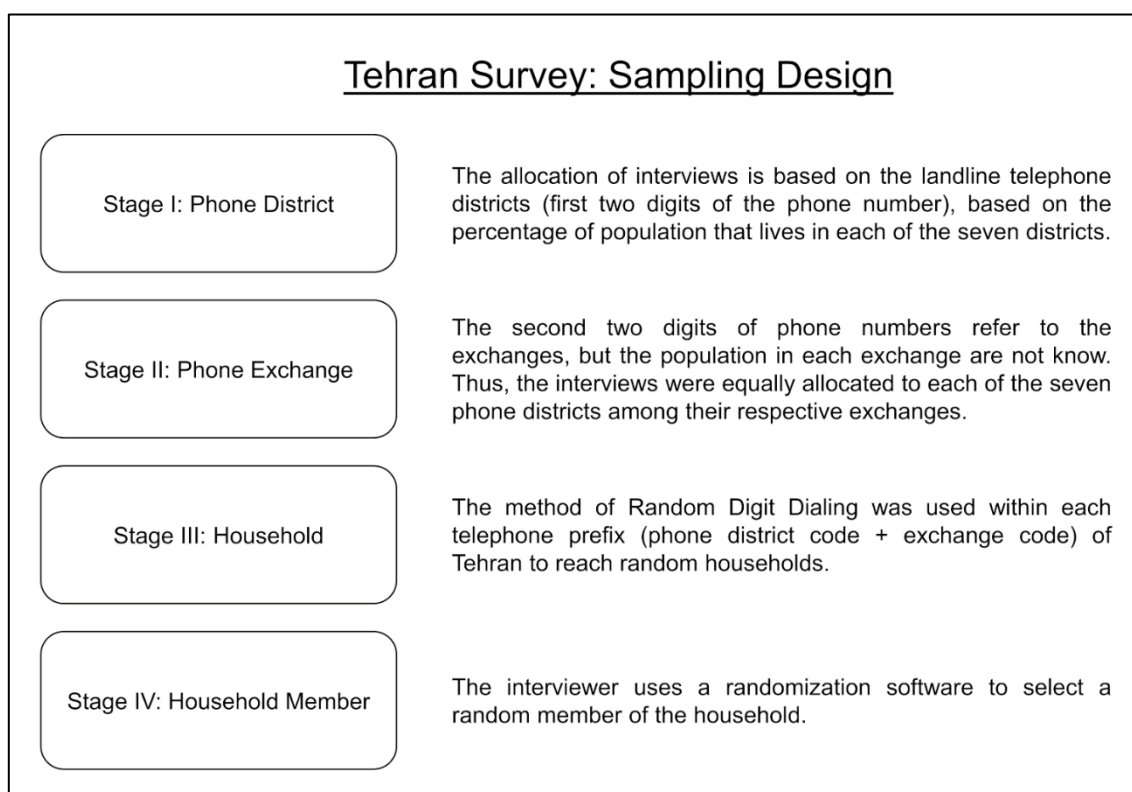 Tehran Survey: Sampling Design
Stage I: Phone District
The allocation of interviews is based on the landline telephone
districts (first two digits of the phone number), based on the
percentage of population that lives in each of the seven districts.
Stage II: Phone Exchange
The second two digits of phone numbers refer to the
exchanges, but the population in each exchange are not know.
Thus, the interviews were equally allocated to each of the seven
phone districts among their respective exchanges.
Stage III: Household
The method of Random Digit Dialing was used within each
telephone prefix (phone district code + exchange code) of
Tehran to reach random households.
Stage IV: Household Member
The interviewer uses a randomization software to select a
random member of the household.